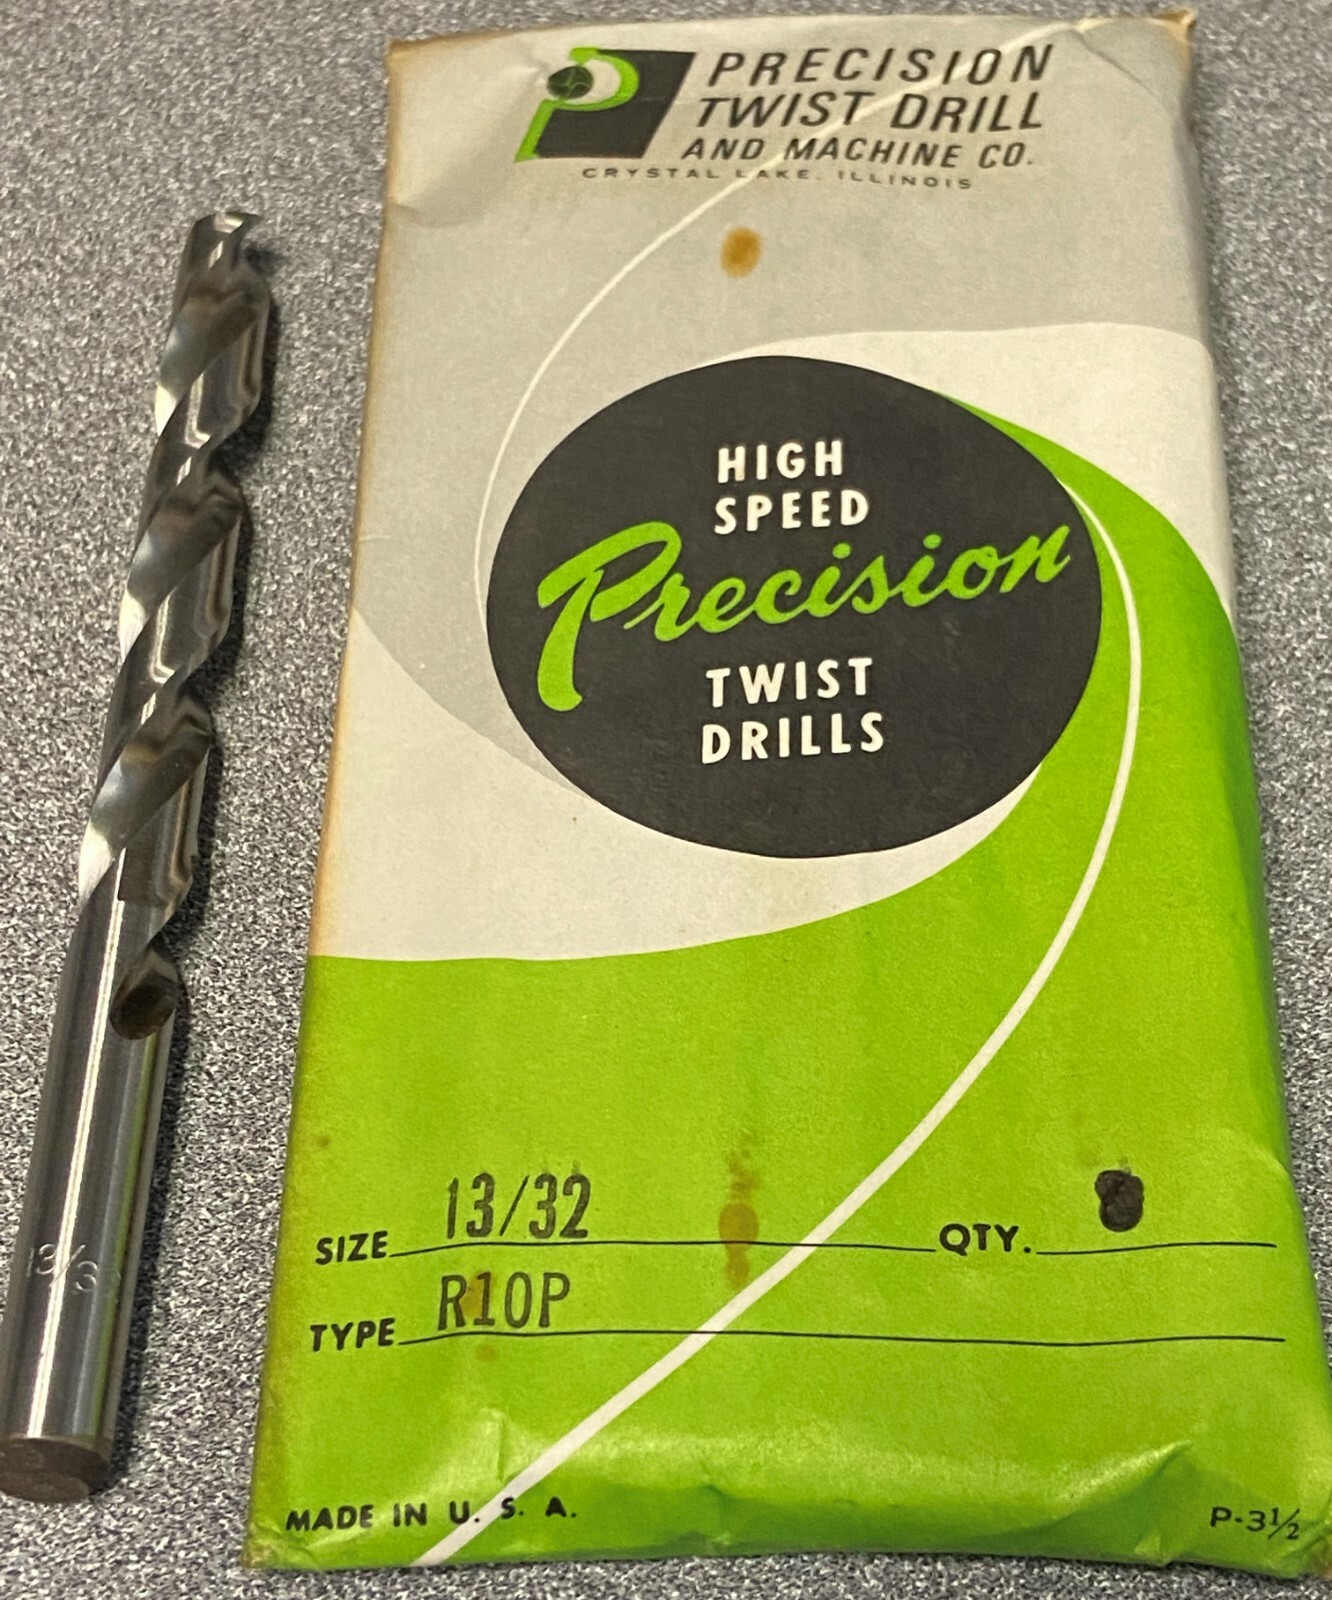 PRECISION
TWIST DRILL
AND MACHINE CO.
CRYSTAL LAKE, ILLINOIS
HIGH
SPEED
Precision
TWIST
DRILLS
SIZE 13/32 QTY.
TYPE R10P
MADE IN U. S. A.
P-3½